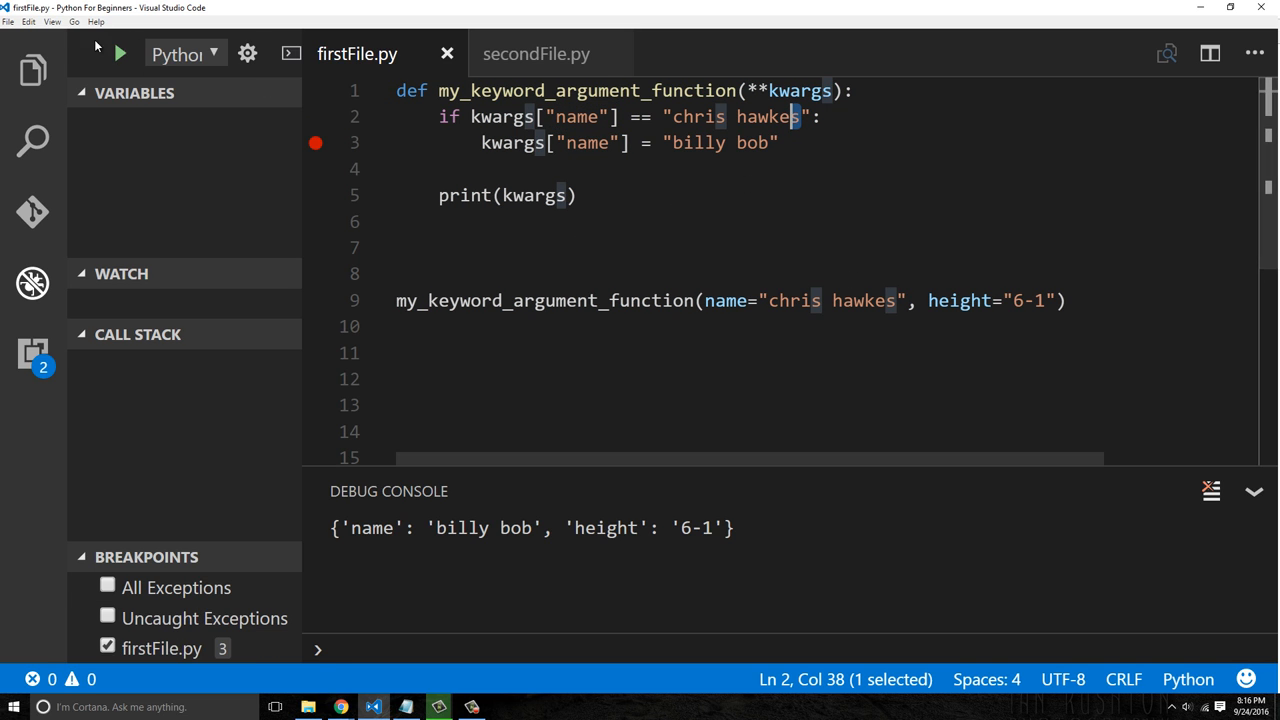 firstFile.py - Python For Beginners - Visual Studio Code
File Edit View Go Help
Python
firstFile.py
secondFile.py
VARIABLES
WATCH
CALL STACK
BREAKPOINTS
All Exceptions
Uncaught Exceptions
firstFile.py 3
2
1 def my_keyword_argument_function(**kwargs):
2 if kwargs["name"] == "chris hawkes":
3 kwargs["name"] = "billy bob"
4
5 print(kwargs)
6
7
8
9 my_keyword_argument_function(name="chris hawkes", height="6-1")
10
11
12
13
14
15
DEBUG CONSOLE
{'name': 'billy bob', 'height': '6-1'}
0 0 Ln 2, Col 38 (1 selected) Spaces: 4 UTF-8 CRLF Python
I'm Cortana. Ask me anything.
8:16 PM
9/24/2016